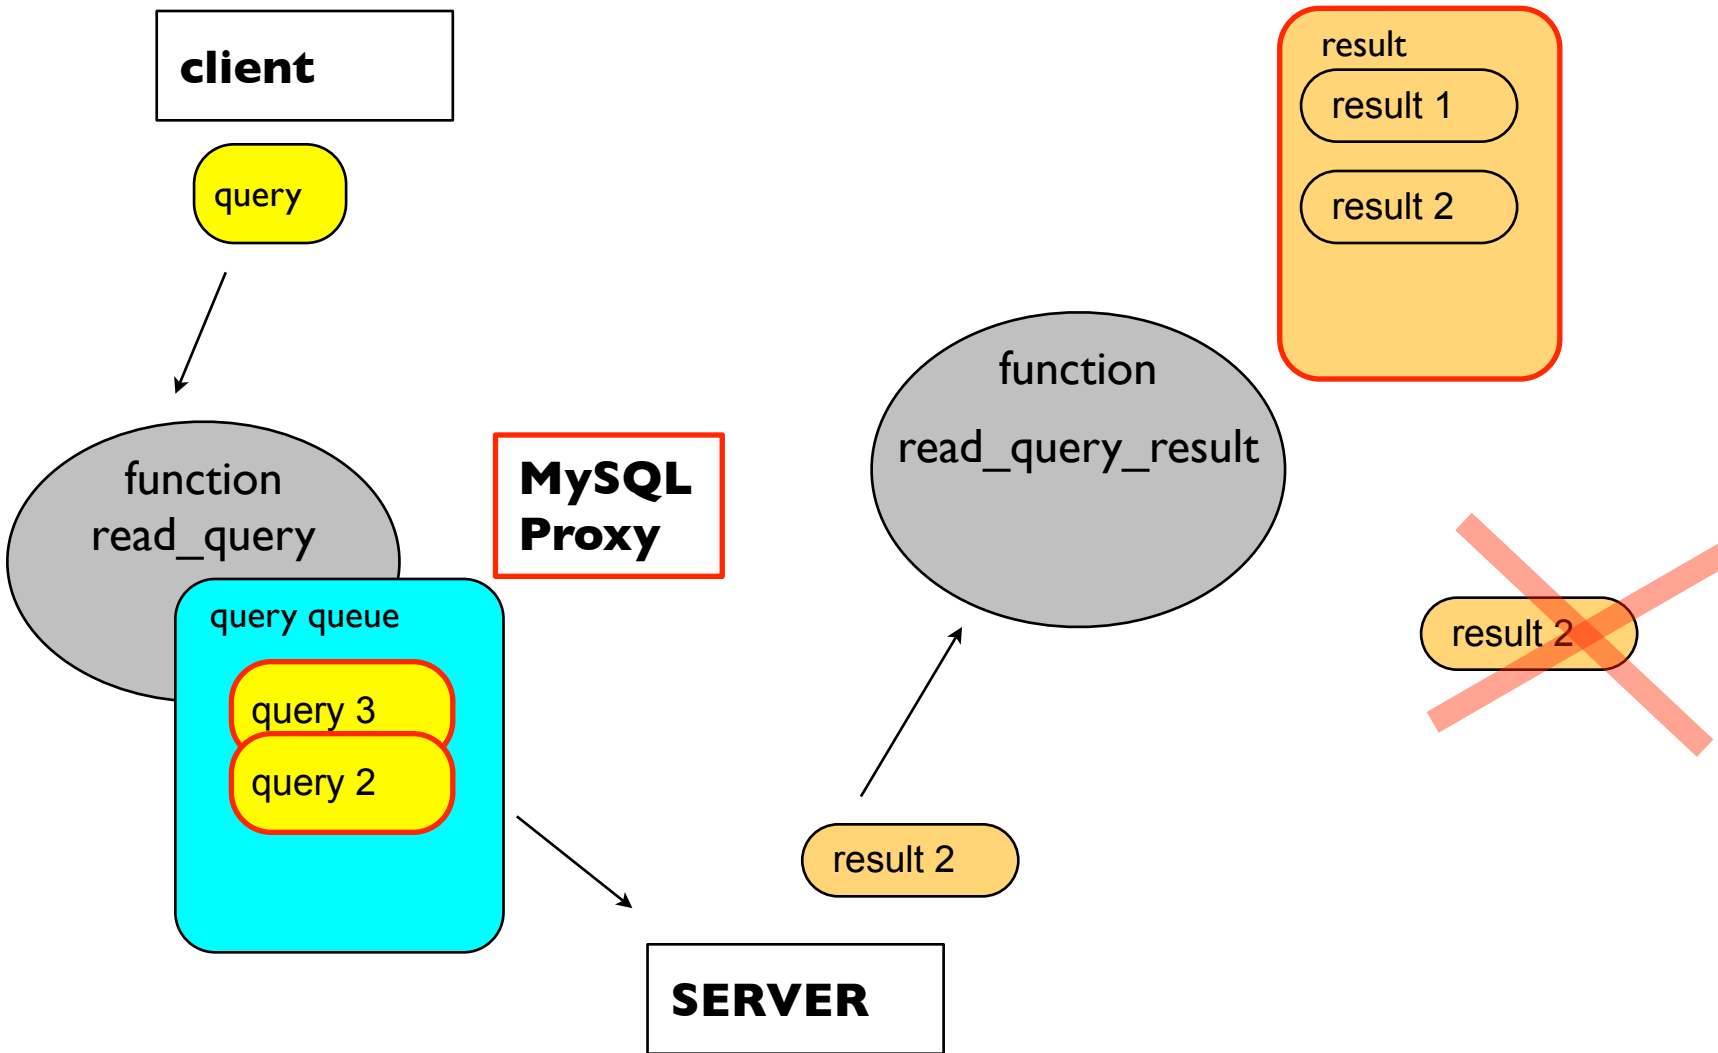 client
query
function
read_query
query queue
query 3
query 2
MySQL
Proxy
SERVER
result 2
function
read_query_result
result
result 1
result 2
result 2